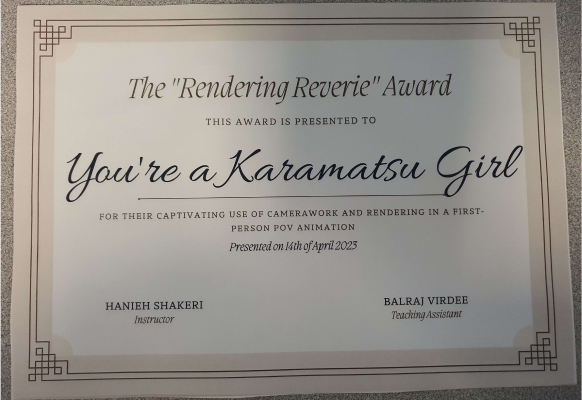 The "Rendering Reverie" Award
THIS AWARD IS PRESENTED TO
You're a Karamatsu Girl
FOR THEIR CAPTIVATING USE OF CAMERAWORK AND RENDERING IN A FIRST-
PERSON POV ANIMATION
Presented on 14th of April 2023
HANIEH SHAKERI
Instructor
BALRAJ VIRDEE
Teaching Assistant